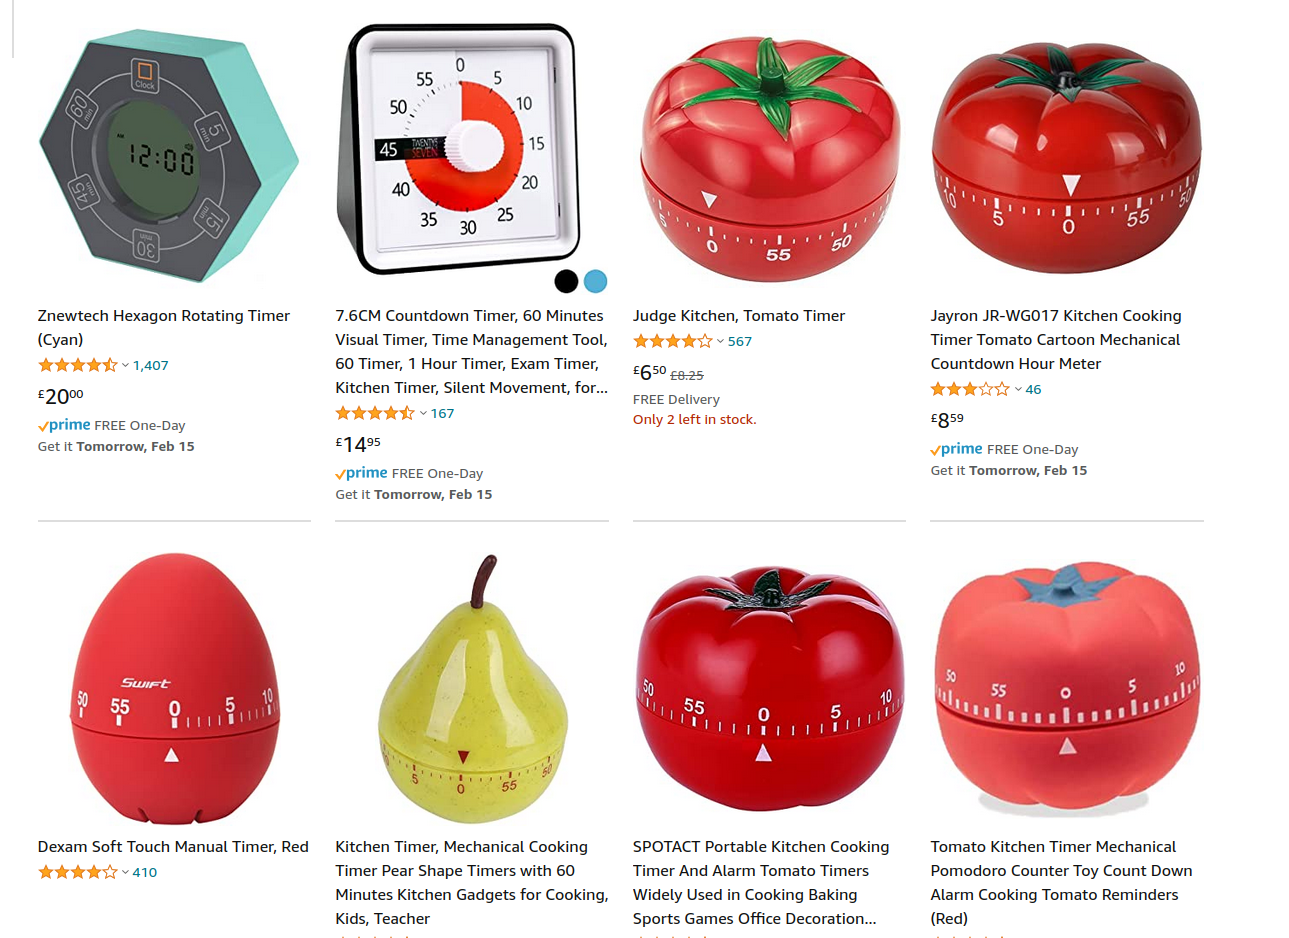 Clock
60 min
5 min
12:00
45 min
15 min
30 min
0
55
5
50
10
45
TWENTY
SEVEN
15
40
20
35
25
30
5
0
55
50
10
5
0
55
50
Znewtech Hexagon Rotating Timer
(Cyan)
1,407
£2000
prime FREE One-Day
Get it Tomorrow, Feb 15
7.6CM Countdown Timer, 60 Minutes
Visual Timer, Time Management Tool,
60 Timer, 1 Hour Timer, Exam Timer,
Kitchen Timer, Silent Movement, for...
167
£1495
prime FREE One-Day
Get it Tomorrow, Feb 15
Judge Kitchen, Tomato Timer
567
£650 £8.25
FREE Delivery
Only 2 left in stock.
Jayron JR-WG017 Kitchen Cooking
Timer Tomato Cartoon Mechanical
Countdown Hour Meter
46
£859
prime FREE One-Day
Get it Tomorrow, Feb 15
SWIFT
50 55 0 5 10
5 0 55 50
50 55 0 5 10
50 55 0 5 10
Dexam Soft Touch Manual Timer, Red
410
Kitchen Timer, Mechanical Cooking
Timer Pear Shape Timers with 60
Minutes Kitchen Gadgets for Cooking,
Kids, Teacher
SPOTACT Portable Kitchen Cooking
Timer And Alarm Tomato Timers
Widely Used in Cooking Baking
Sports Games Office Decoration...
Tomato Kitchen Timer Mechanical
Pomodoro Counter Toy Count Down
Alarm Cooking Tomato Reminders
(Red)